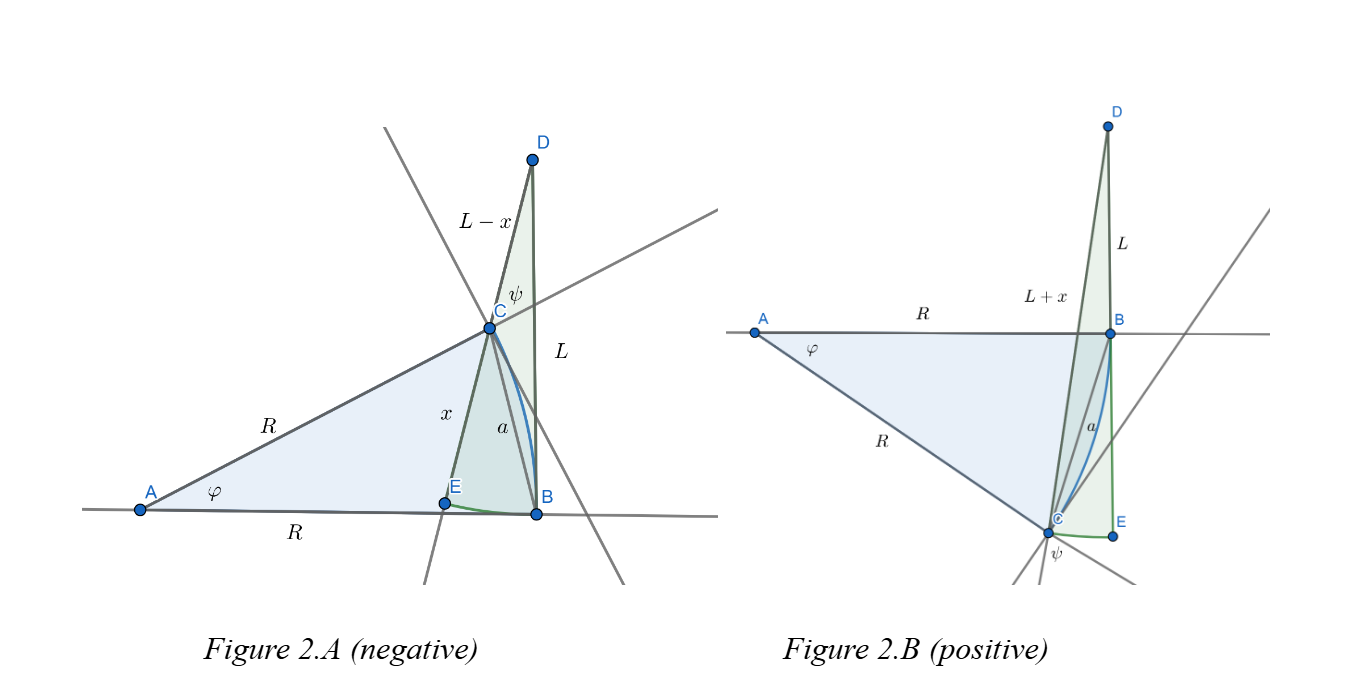 D
L − x
ψ
C
L
x
a
R
A
φ
E
B
R
Figure 2.A (negative)
D
L
L + x
R
A
B
φ
a
R
C
E
ψ
Figure 2.B (positive)